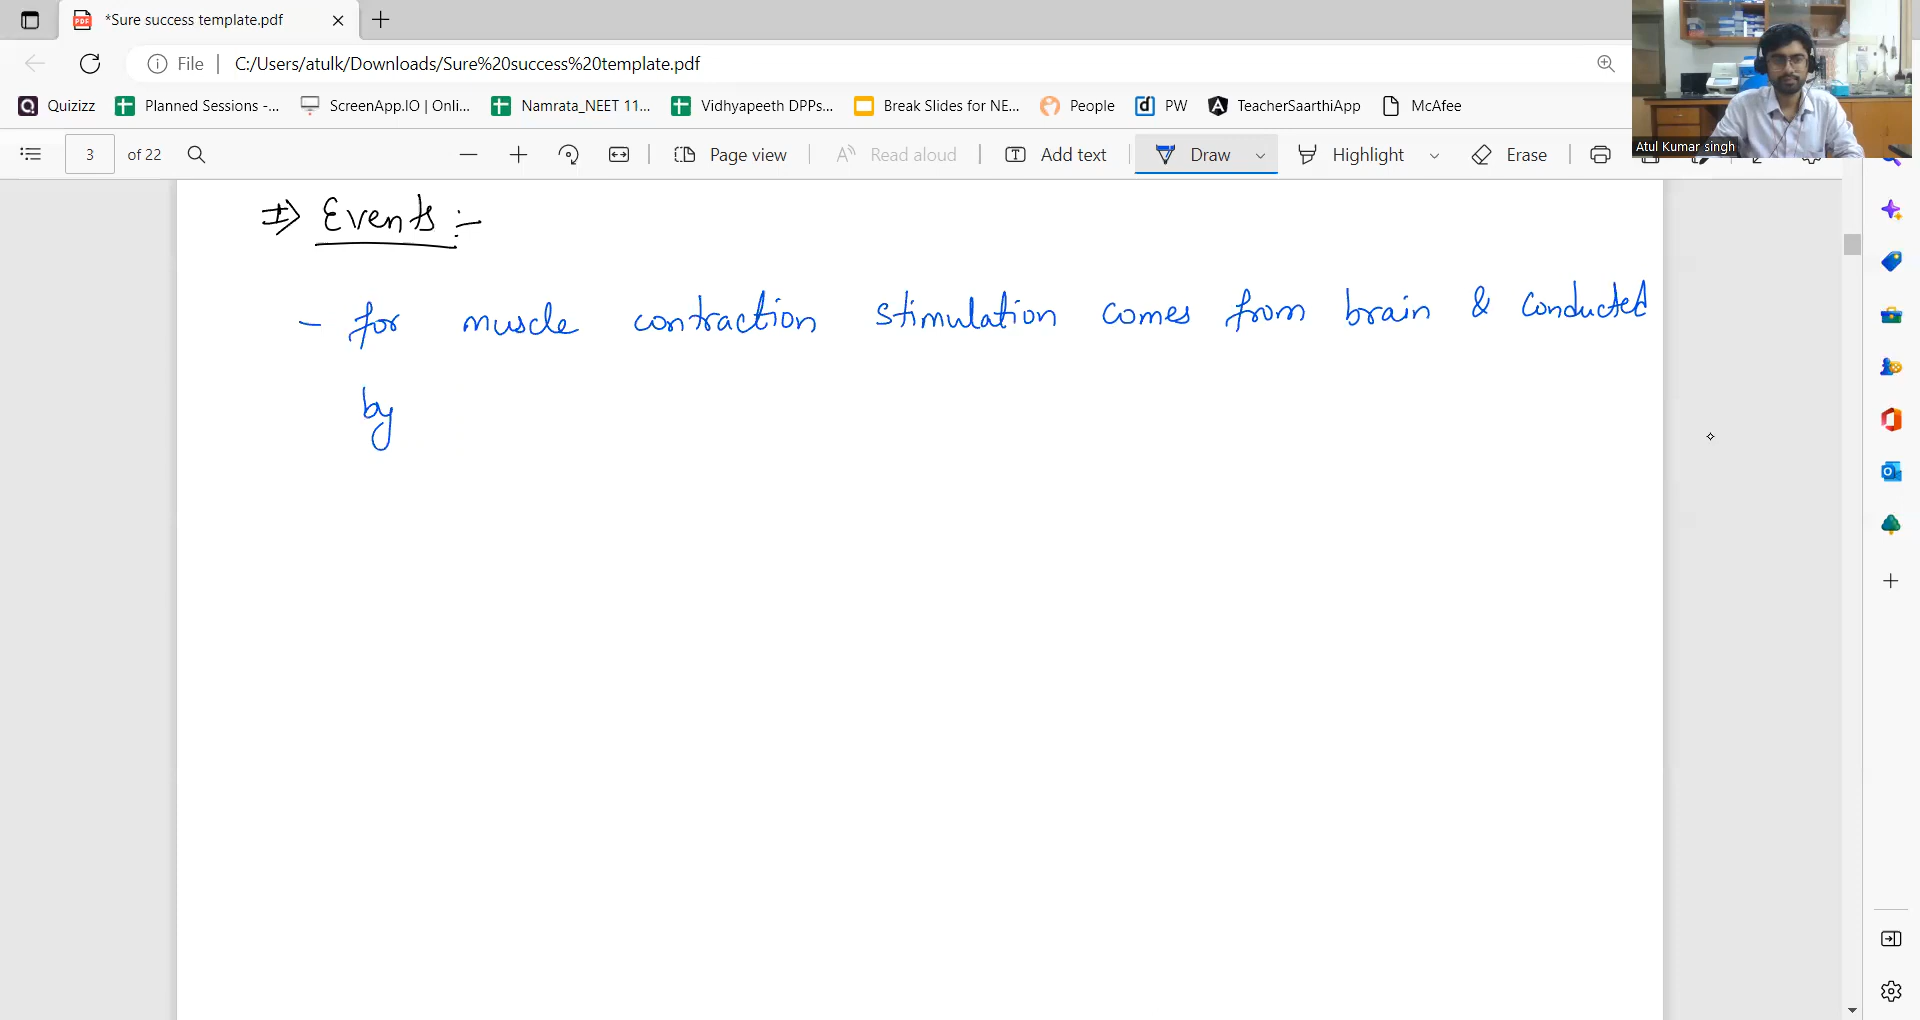 *Sure success template.pdf
File | C:/Users/atulk/Downloads/Sure%20success%20template.pdf
Quizizz Planned Sessions -... ScreenApp.IO | Onli... Namrata_NEET 11... Vidhyapeeth DPPs... Break Slides for NE... People PW TeacherSaarthiApp McAfee
Atul Kumar singh
3 of 22 Page view Read aloud Add text Draw Highlight Erase
⇒ Events :-
- for muscle contraction stimulation comes from brain & conducted
by